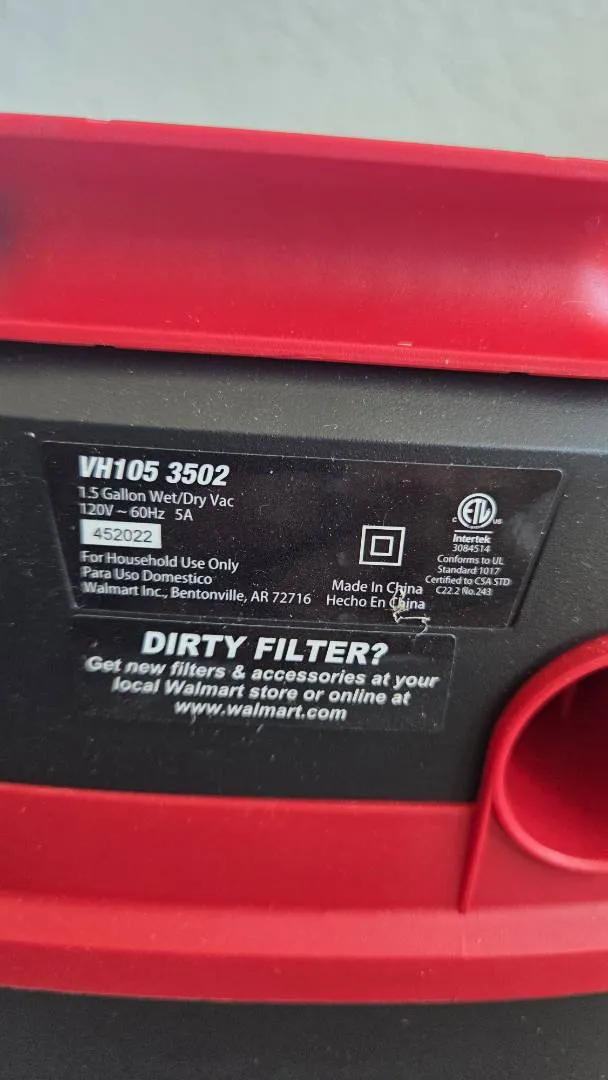 VH105 3502
1.5 Gallon Wet/Dry Vac
120V ~ 60Hz 5A
452022
For Household Use Only
Para Uso Domestico
Walmart Inc., Bentonville, AR 72716
Made In China
Hecho En China
C ETL US
Intertek
3084514
Conforms to UL
Standard 1017
Certified to CSA STD
C22.2 No.243
DIRTY FILTER?
Get new filters & accessories at your
local Walmart store or online at
www.walmart.com